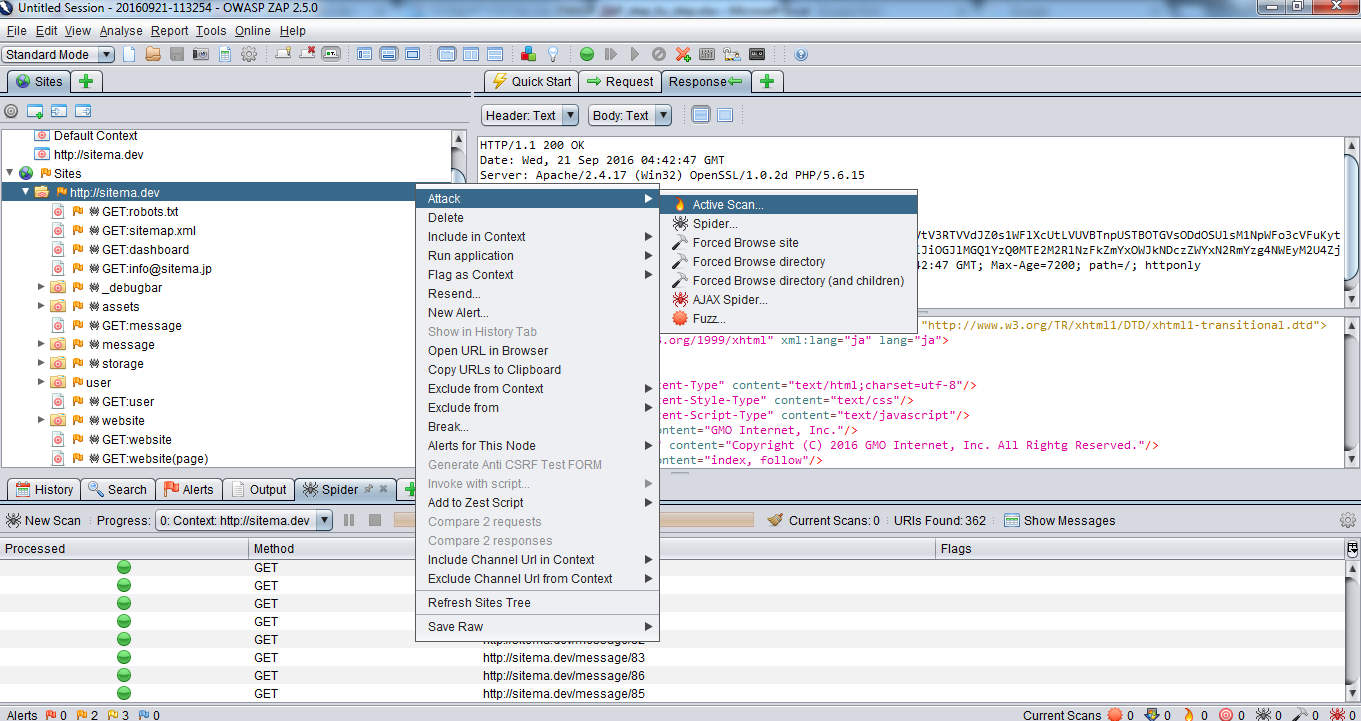 Untitled Session - 20160921-113254 - OWASP ZAP 2.5.0
File Edit View Analyse Report Tools Online Help
Standard Mode
Sites
Quick Start
Request
Response
Header: Text
Body: Text
Default Context
http://sitema.dev
Sites
http://sitema.dev
GET:robots.txt
GET:sitemap.xml
GET:dashboard
GET:info@sitema.jp
_debugbar
assets
GET:message
message
storage
user
GET:user
website
GET:website
GET:website(page)
HTTP/1.1 200 OK
Date: Wed, 21 Sep 2016 04:42:47 GMT
Server: Apache/2.4.17 (Win32) OpenSSL/1.0.2d PHP/5.6.15
42:47 GMT; Max-Age=7200; path=/; httponly
"http://www.w3.org/TR/xhtml1/DTD/xhtml1-transitional.dtd">
s.org/1999/xhtml" xml:lang="ja" lang="ja">
tent-Type" content="text/html;charset=utf-8"/>
tent-Style-Type" content="text/css"/>
tent-Script-Type" content="text/javascript"/>
ontent="GMO Internet, Inc."/>
" content="Copyright (C) 2016 GMO Internet, Inc. All Rightg Reserved."/>
ontent="index, follow"/>
Attack
Delete
Include in Context
Run application
Flag as Context
Resend...
New Alert...
Show in History Tab
Open URL in Browser
Copy URLs to Clipboard
Exclude from Context
Exclude from
Break...
Alerts for This Node
Generate Anti CSRF Test FORM
Invoke with script...
Add to Zest Script
Compare 2 requests
Compare 2 responses
Include Channel Url in Context
Exclude Channel Url from Context
Refresh Sites Tree
Save Raw
Active Scan...
Spider...
Forced Browse site
Forced Browse directory
Forced Browse directory (and children)
AJAX Spider...
Fuzz...
History
Search
Alerts
Output
Spider
New Scan
Progress:
0: Context: http://sitema.dev
Current Scans: 0
URIs Found: 362
Show Messages
Processed
Method
Flags
GET
GET
GET
GET
GET
GET http://sitema.dev/message/83
GET http://sitema.dev/message/86
GET http://sitema.dev/message/85
Alerts 0 2 3 0
Current Scans 0 0 0 0 0 0 0